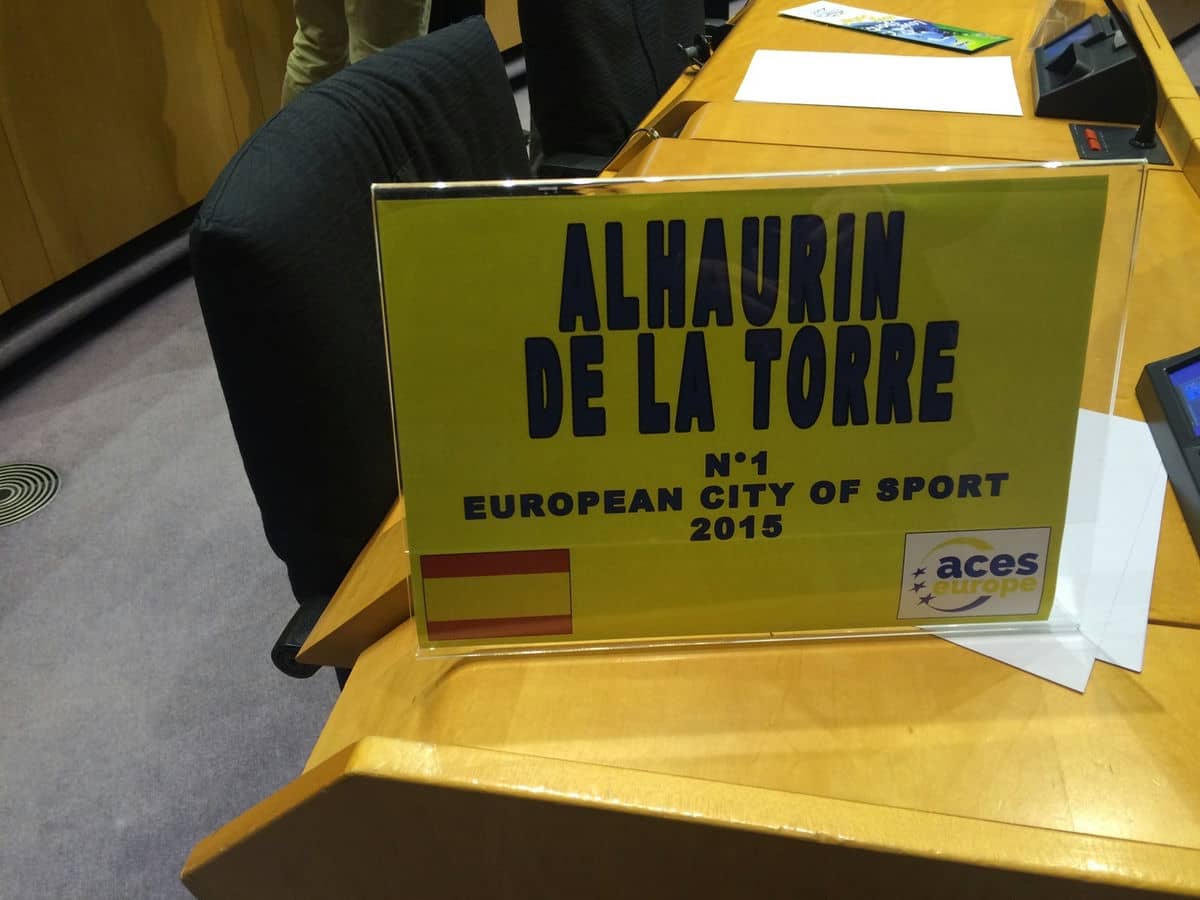 ALHAURIN
DE LA TORRE
N°1
EUROPEAN CITY OF SPORT
2015
aces
europe